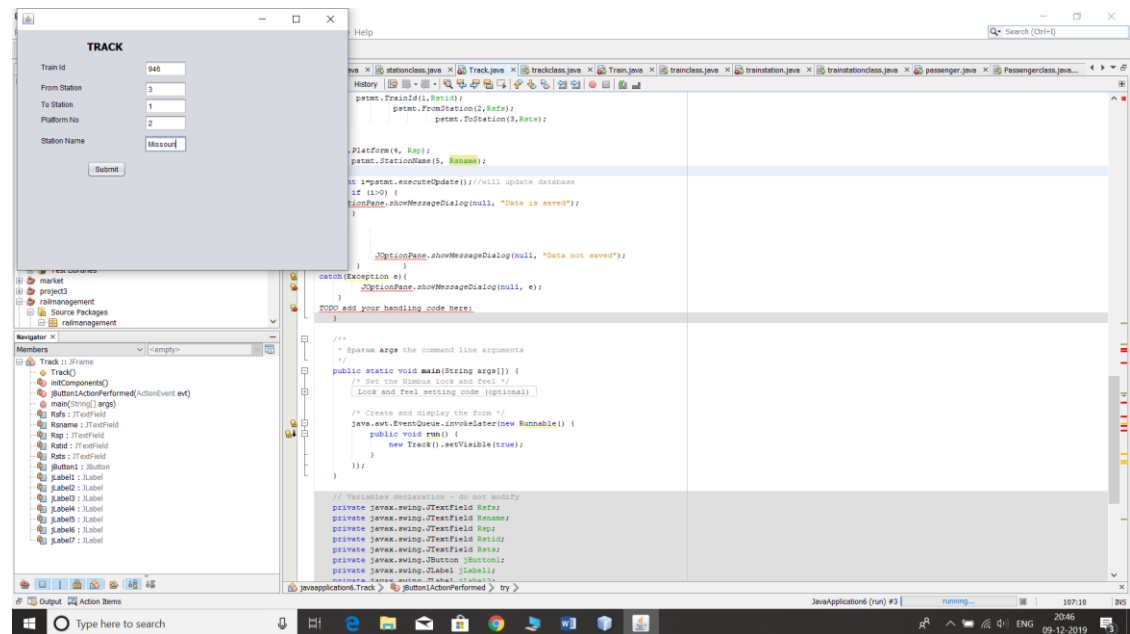 Help
Search (Ctrl+I)
TRACK
Train Id 946
From Station 3
To Station 1
Platform No 2
Station Name Missouri
Submit
ava stationclass.java Track.java trackclass.java Train.java trainclass.java trainstation.java trainstationclass.java passenger.java Passengerclass.java...
History
pstmt.TrainId(1,Rstid);
pstmt.FromStation(2,Rsfs);
pstmt.ToStation(3,Rsts);
.Platform(4, Rsp);
pstmt.StationName(5, Rsname);
nt i=pstmt.executeUpdate();//will update database
if (i>0) {
tionPane.showMessageDialog(null, "Data is saved");
}
JOptionPane.showMessageDialog(null, "Data not saved");
} }
catch(Exception e){
JOptionPane.showMessageDialog(null, e);
}
TODO add your handling code here:
}
/**
* @param args the command line arguments
*/
public static void main(String args[]) {
/* Set the Nimbus look and feel */
Look and feel setting code (optional)
/* Create and display the form */
java.awt.EventQueue.invokeLater(new Runnable() {
public void run() {
new Track().setVisible(true);
}
});
}
// Variables declaration - do not modify
private javax.swing.JTextField Rsfs;
private javax.swing.JTextField Rsname;
private javax.swing.JTextField Rsp;
private javax.swing.JTextField Rstid;
private javax.swing.JTextField Rsts;
private javax.swing.JButton jButton1;
private javax.swing.JLabel jLabel1;
Test Libraries
market
project3
railmanagement
Source Packages
railmanagement
Navigator
Members <empty>
Track :: JFrame
Track()
initComponents()
jButton1ActionPerformed(ActionEvent evt)
main(String[] args)
Rsfs : JTextField
Rsname : JTextField
Rsp : JTextField
Rstid : JTextField
Rsts : JTextField
jButton1 : JButton
jLabel1 : JLabel
jLabel2 : JLabel
jLabel3 : JLabel
jLabel4 : JLabel
jLabel5 : JLabel
jLabel6 : JLabel
jLabel7 : JLabel
javaapplication6.Track jButton1ActionPerformed try
Output Action Items
JavaApplication6 (run) #3 running... 107:10 INS
Type here to search
ENG
20:46
09-12-2019
3